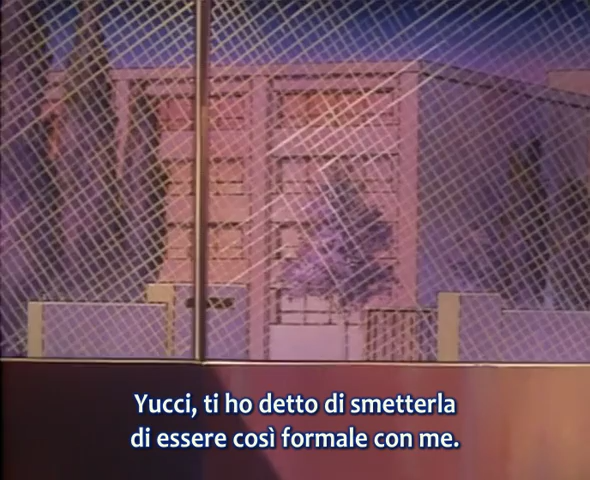 Yucci, ti ho detto di smetterla
di essere così formale con me.